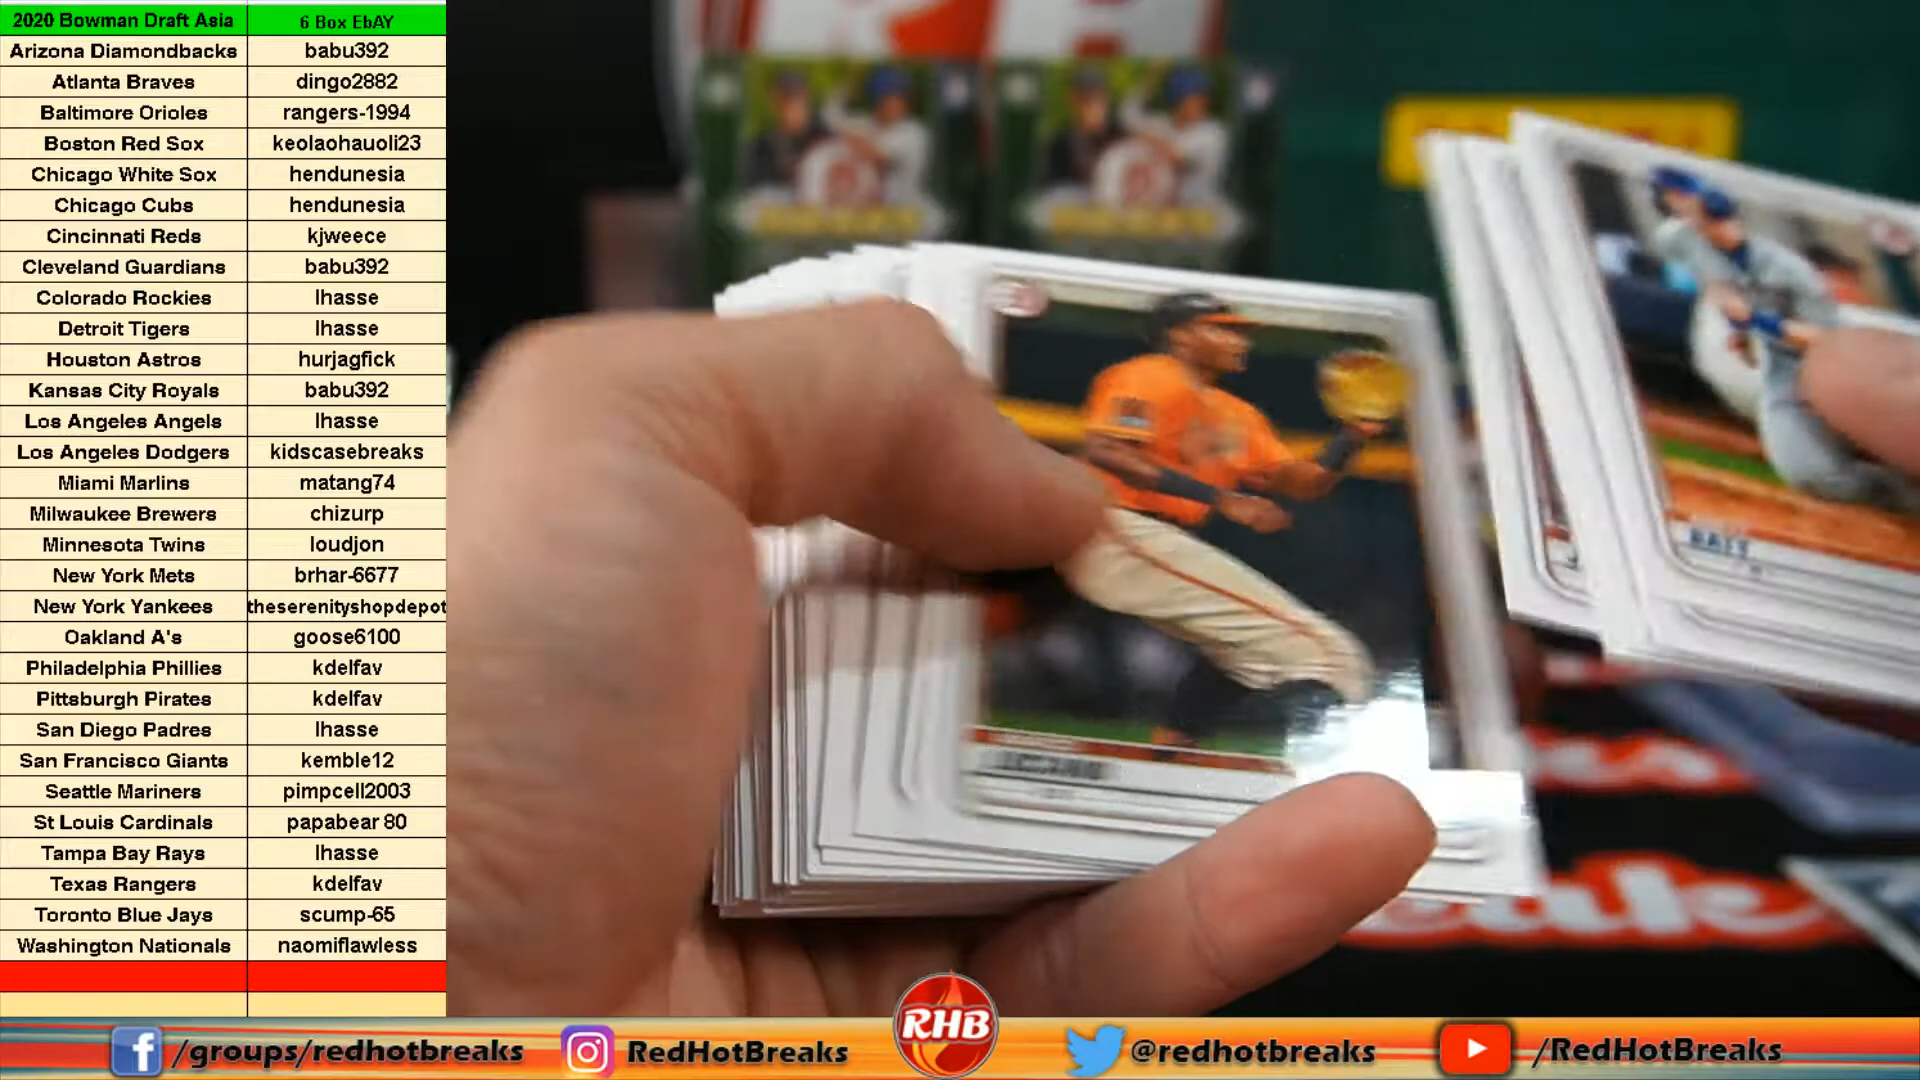 2020 Bowman Draft Asia 6 Box EbAY
Arizona Diamondbacks babu392
Atlanta Braves dingo2882
Baltimore Orioles rangers-1994
Boston Red Sox keolaohauoli23
Chicago White Sox hendunesia
Chicago Cubs hendunesia
Cincinnati Reds kjweece
Cleveland Guardians babu392
Colorado Rockies lhasse
Detroit Tigers lhasse
Houston Astros hurjagfick
Kansas City Royals babu392
Los Angeles Angels lhasse
Los Angeles Dodgers kidscasebreaks
Miami Marlins matang74
Milwaukee Brewers chizurp
Minnesota Twins loudjon
New York Mets brhar-6677
New York Yankees theserenityshopdepot
Oakland A's goose6100
Philadelphia Phillies kdelfav
Pittsburgh Pirates kdelfav
San Diego Padres lhasse
San Francisco Giants kemble12
Seattle Mariners pimpcell2003
St Louis Cardinals papabear 80
Tampa Bay Rays lhasse
Texas Rangers kdelfav
Toronto Blue Jays scump-65
Washington Nationals naomiflawless
/groups/redhotbreaks RedHotBreaks RHB @redhotbreaks /RedHotBreaks